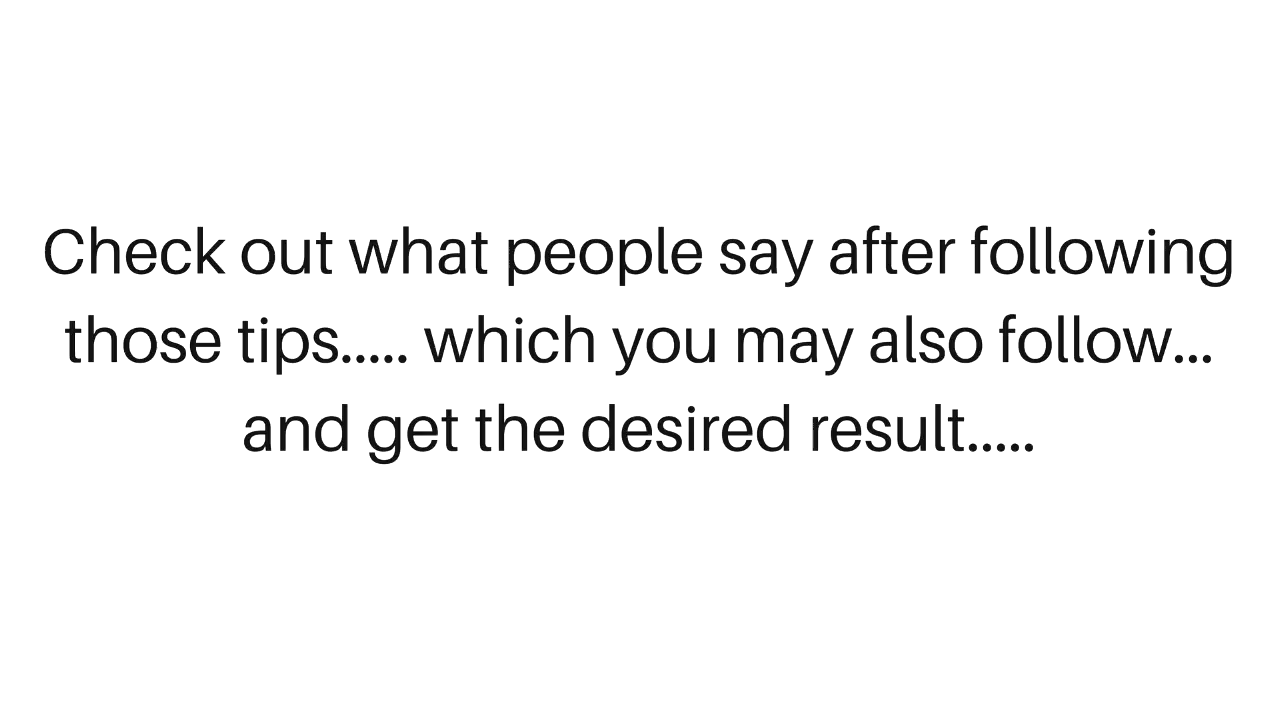 Check out what people say after following
those tips..... which you may also follow...
and get the desired result.....